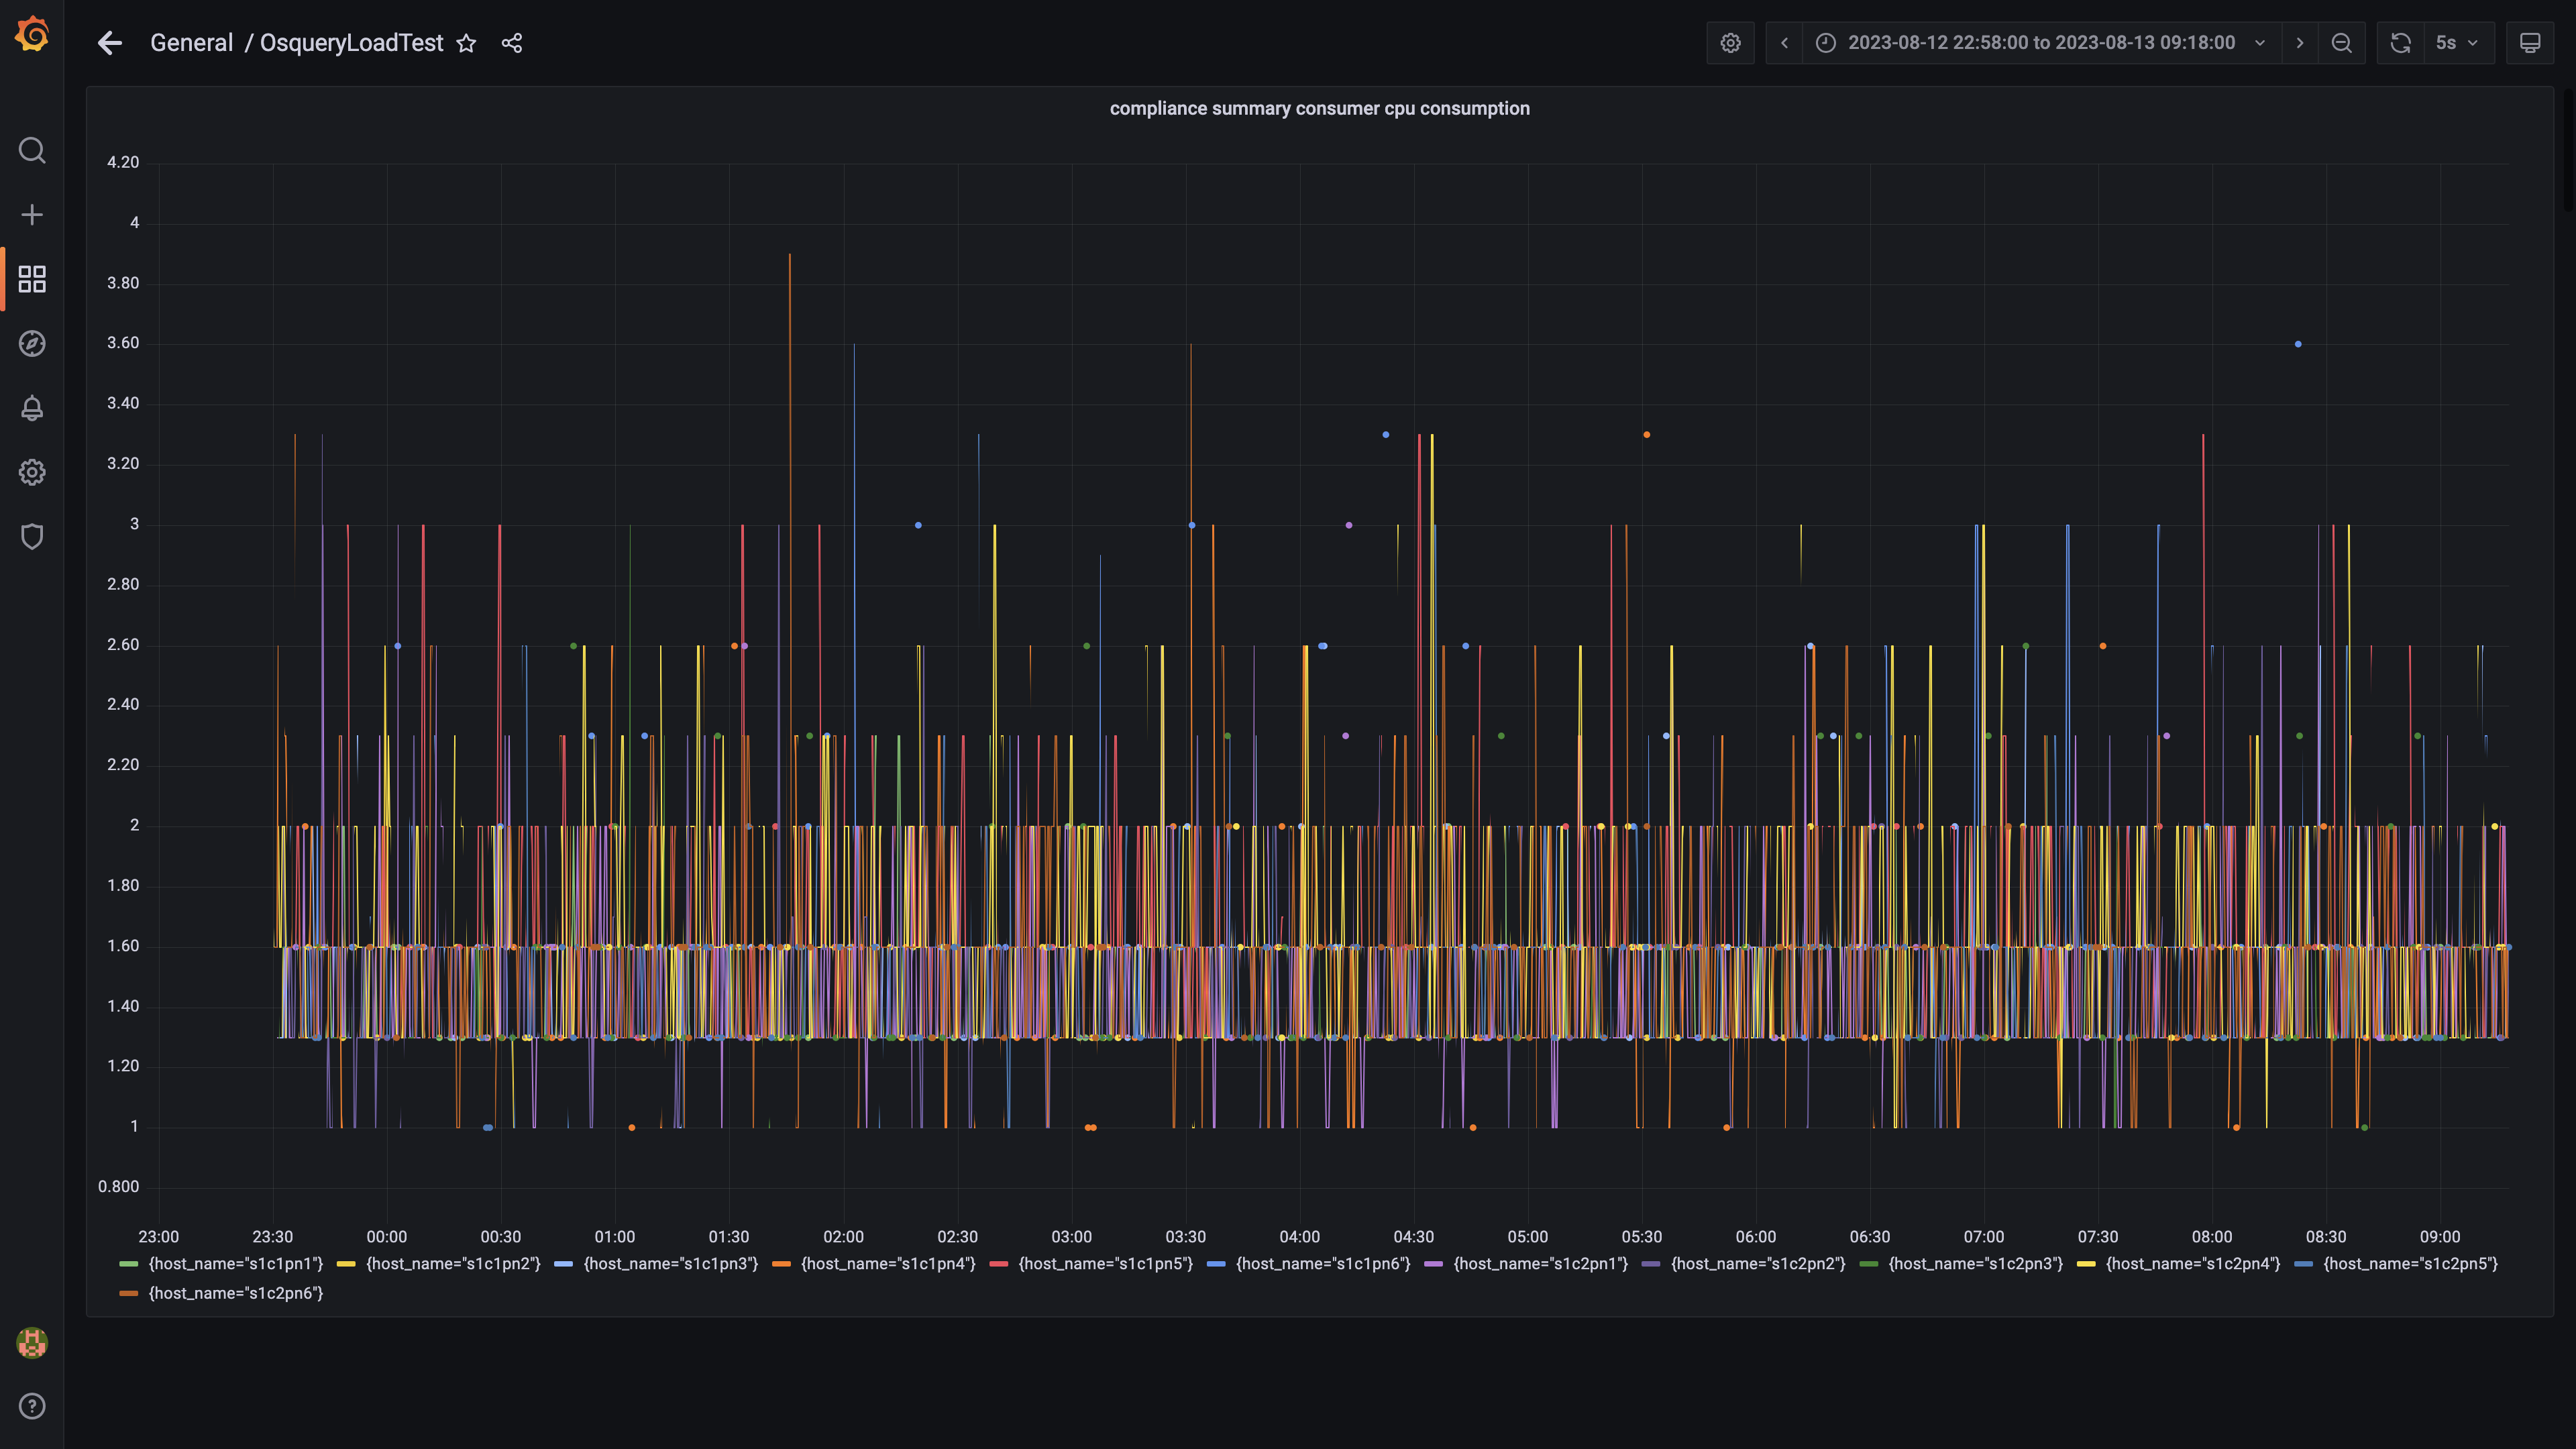 General / OsqueryLoadTest
2023-08-12 22:58:00 to 2023-08-13 09:18:00
5s
compliance summary consumer cpu consumption
4.20
4
3.80
3.60
3.40
3.20
3
2.80
2.60
2.40
2.20
2
1.80
1.60
1.40
1.20
1
0.800
23:00 23:30 00:00 00:30 01:00 01:30 02:00 02:30 03:00 03:30 04:00 04:30 05:00 05:30 06:00 06:30 07:00 07:30 08:00 08:30 09:00
{host_name="s1c1pn1"} {host_name="s1c1pn2"} {host_name="s1c1pn3"} {host_name="s1c1pn4"} {host_name="s1c1pn5"} {host_name="s1c1pn6"} {host_name="s1c2pn1"} {host_name="s1c2pn2"} {host_name="s1c2pn3"} {host_name="s1c2pn4"} {host_name="s1c2pn5"}
{host_name="s1c2pn6"}